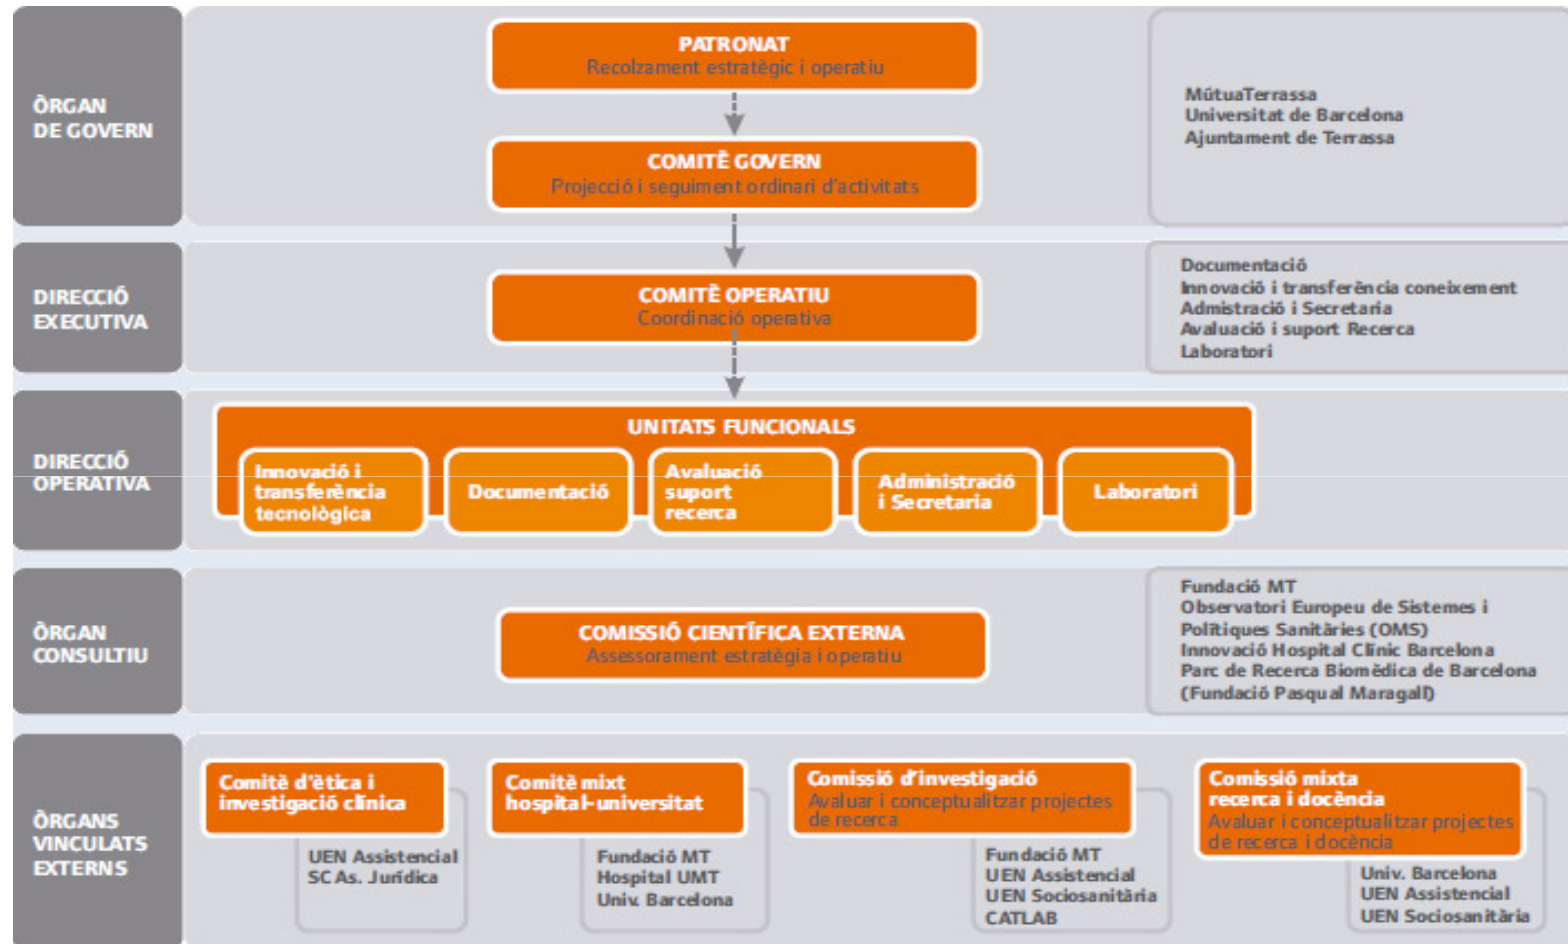 ÒRGAN
DE GOVERN
PATRONAT
Recolzament estratègic i operatiu
COMITÈ GOVERN
Projecció i seguiment ordinari d'activitats
MútuaTerrassa
Universitat de Barcelona
Ajuntament de Terrassa
DIRECCIÓ
EXECUTIVA
COMITÈ OPERATIU
Coordinació operativa
Documentació
Innovació i transferència coneixement
Admistració i Secretaria
Avaluació i suport Recerca
Laboratori
DIRECCIÓ
OPERATIVA
UNITATS FUNCIONALS
Innovació i
transferència
tecnològica
Documentació
Avaluació
suport
recerca
Administració
i Secretaria
Laboratori
ÒRGAN
CONSULTIU
COMISSIÓ CIENTÍFICA EXTERNA
Assessorament estratègia i operatiu
Fundació MT
Observatori Europeu de Sistemes i
Polítiques Sanitàries (OMS)
Innovació Hospital Clínic Barcelona
Parc de Recerca Biomèdica de Barcelona
(Fundació Pasqual Maragall)
ÒRGANS
VINCULATS
EXTERNS
Comitè d'ètica i
investigació clínica
UEN Assistencial
SC As. Jurídica
Comitè mixt
hospital-universitat
Fundació MT
Hospital UMT
Univ. Barcelona
Comissió d'investigació
Avaluar i conceptualitzar projectes
de recerca
Fundació MT
UEN Assistencial
UEN Sociosanitària
CATLAB
Comissió mixta
recerca i docència
Avaluar i conceptualitzar projectes
de recerca i docència
Univ. Barcelona
UEN Assistencial
UEN Sociosanitària